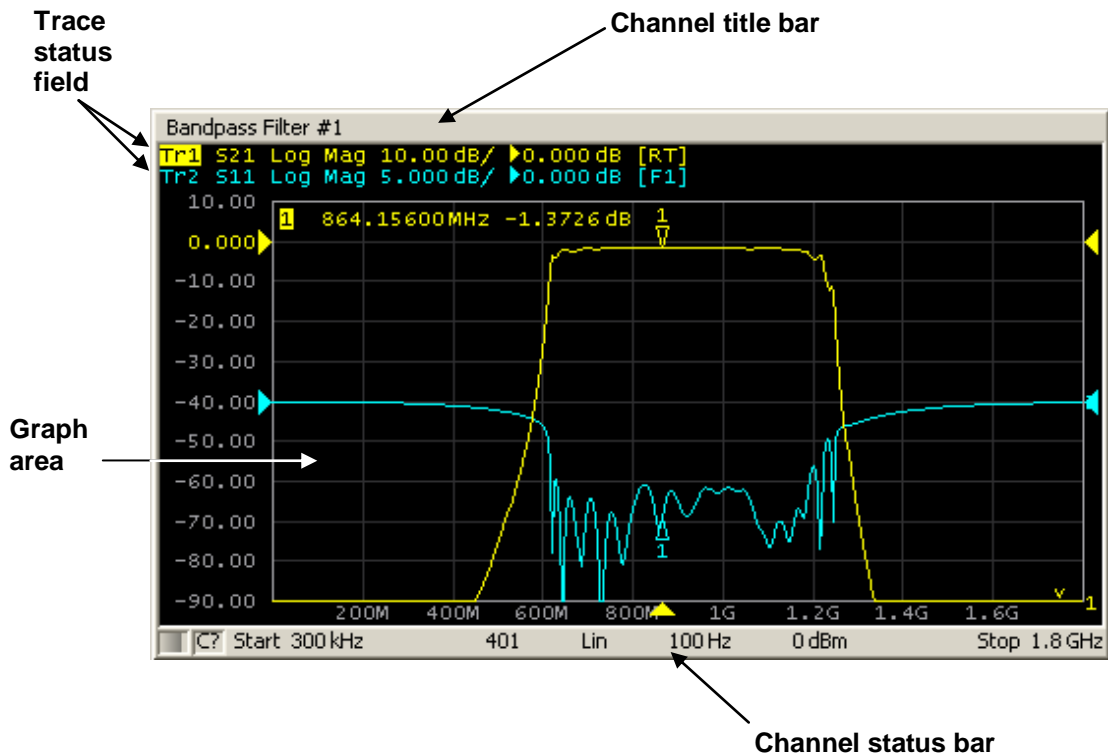 Trace
status
field
Channel title bar
Bandpass Filter #1
Tr1 S21 Log Mag 10.00 dB/ ▶0.000 dB [RT]
Tr2 S11 Log Mag 5.000 dB/ ▶0.000 dB [F1]
10.00
1 864.15600 MHz -1.3726 dB
1
0.000
-10.00
-20.00
-30.00
-40.00
-50.00
-60.00
-70.00
-80.00
-90.00
1
Graph
area
200M 400M 600M 800M 1G 1.2G 1.4G 1.6G
1
C? Start 300 kHz 401 Lin 100 Hz 0 dBm Stop 1.8 GHz
Channel status bar